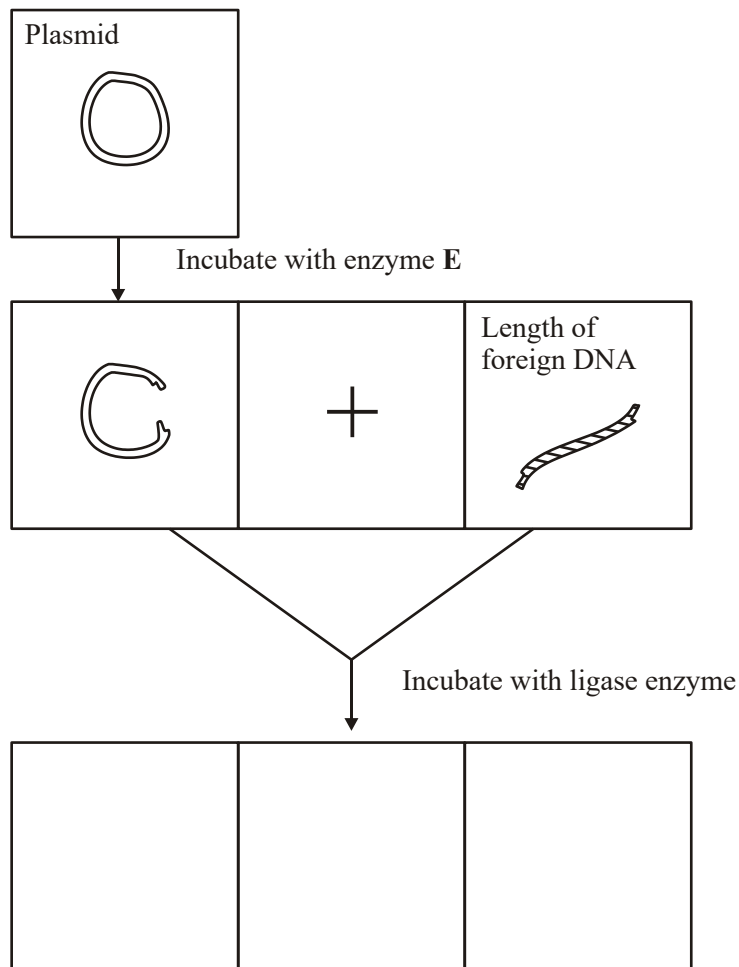 Plasmid
Incubate with enzyme E
Length of
foreign DNA
Incubate with ligase enzyme